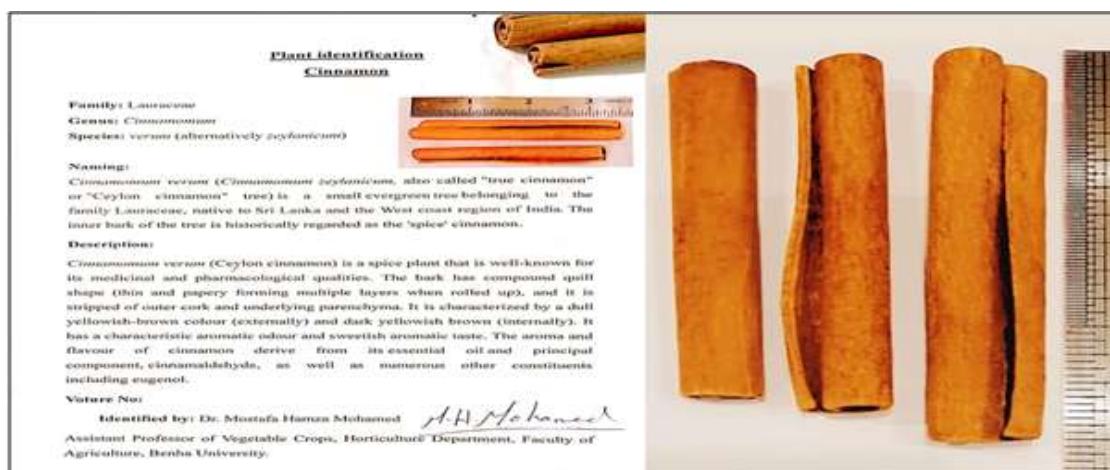 Plant identification
Cinnamon
Family: Lauraceae
Genus: Cinnamomum
Species: verum (alternatively zeylanicum)
1 2 3
Naming:
Cinnamomum verum (Cinnamomum zeylanicum, also called "true cinnamon"
or "Ceylon cinnamon" tree) is a small evergreen tree belonging to the
family Lauraceae, native to Sri Lanka and the West coast region of India. The
inner bark of the tree is historically regarded as the 'spice' cinnamon.
Description:
Cinnamomum verum (Ceylon cinnamon) is a spice plant that is well-known for
its medicinal and pharmacological qualities. The bark has compound quill
shape (thin and papery forming multiple layers when rolled up), and it is
stripped of outer cork and underlying parenchyma. It is characterized by a dull
yellowish-brown colour (externally) and dark yellowish brown (internally). It
has a characteristic aromatic odour and sweetish aromatic taste. The aroma and
flavour of cinnamon derive from its essential oil and principal
component, cinnamaldehyde, as well as numerous other constituents
including eugenol.
Voture No:
Identified by: Dr. Mostafa Hamza Mohamed M.H Mohamed
Assistant Professor of Vegetable Crops, Horticulture Department, Faculty of
Agriculture, Benha University.